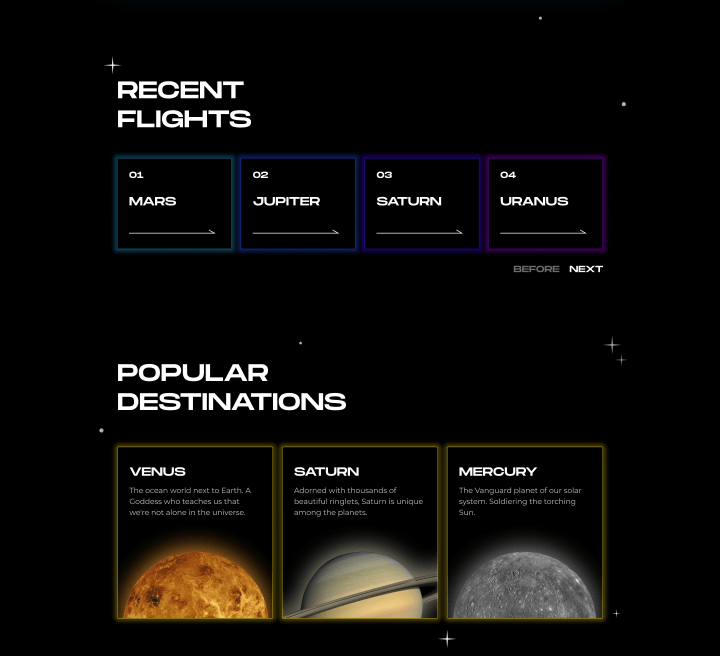 RECENT
FLIGHTS
01
MARS
02
JUPITER
03
SATURN
04
URANUS
BEFORE NEXT
POPULAR
DESTINATIONS
VENUS
The ocean world next to Earth. A
Goddess who teaches us that
we're not alone in the universe.
SATURN
Adorned with thousands of
beautiful ringlets, Saturn is unique
among the planets.
MERCURY
The Vanguard planet of our solar
system. Soldiering the torching
Sun.